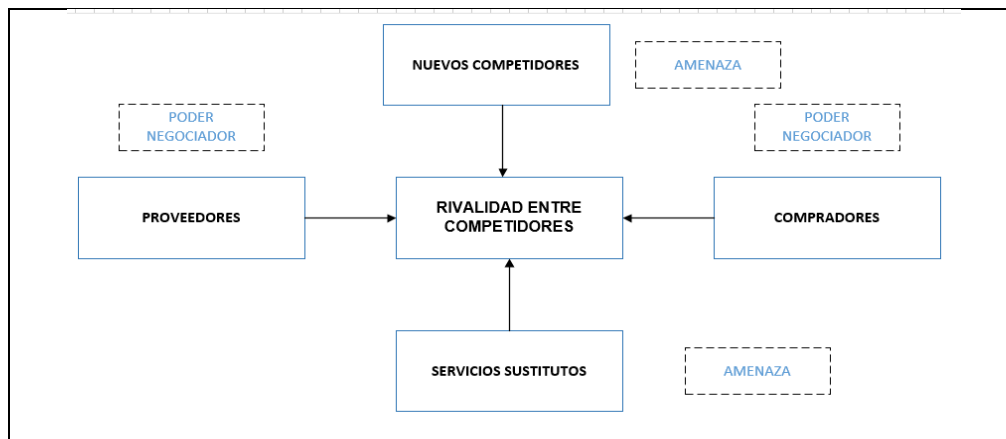 NUEVOS COMPETIDORES
AMENAZA
PODER
NEGOCIADOR
PODER
NEGOCIADOR
PROVEEDORES
RIVALIDAD ENTRE
COMPETIDORES
COMPRADORES
SERVICIOS SUSTITUTOS
AMENAZA